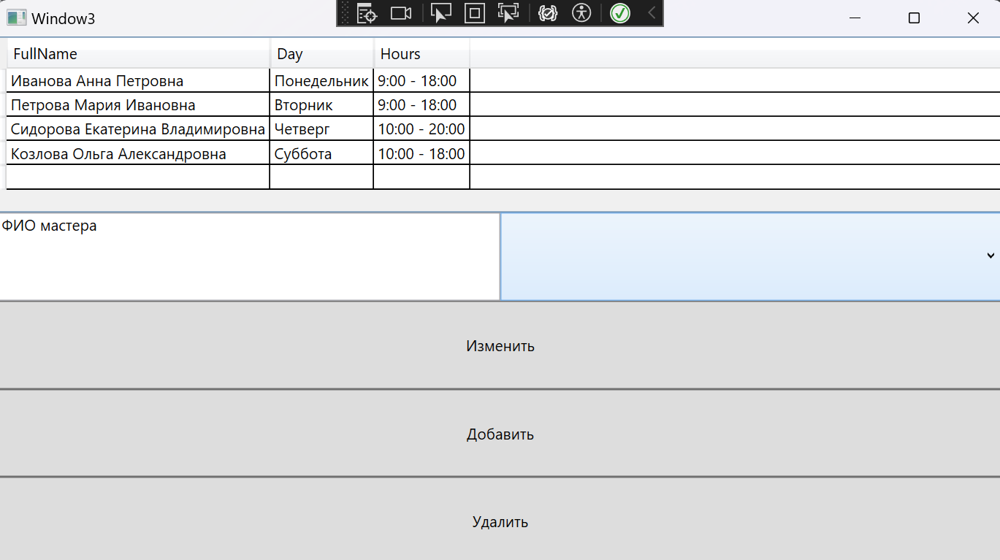 Window3
FullName Day Hours
Иванова Анна Петровна Понедельник 9:00 - 18:00
Петрова Мария Ивановна Вторник 9:00 - 18:00
Сидорова Екатерина Владимировна Четверг 10:00 - 20:00
Козлова Ольга Александровна Суббота 10:00 - 18:00
ФИО мастера
Изменить
Добавить
Удалить